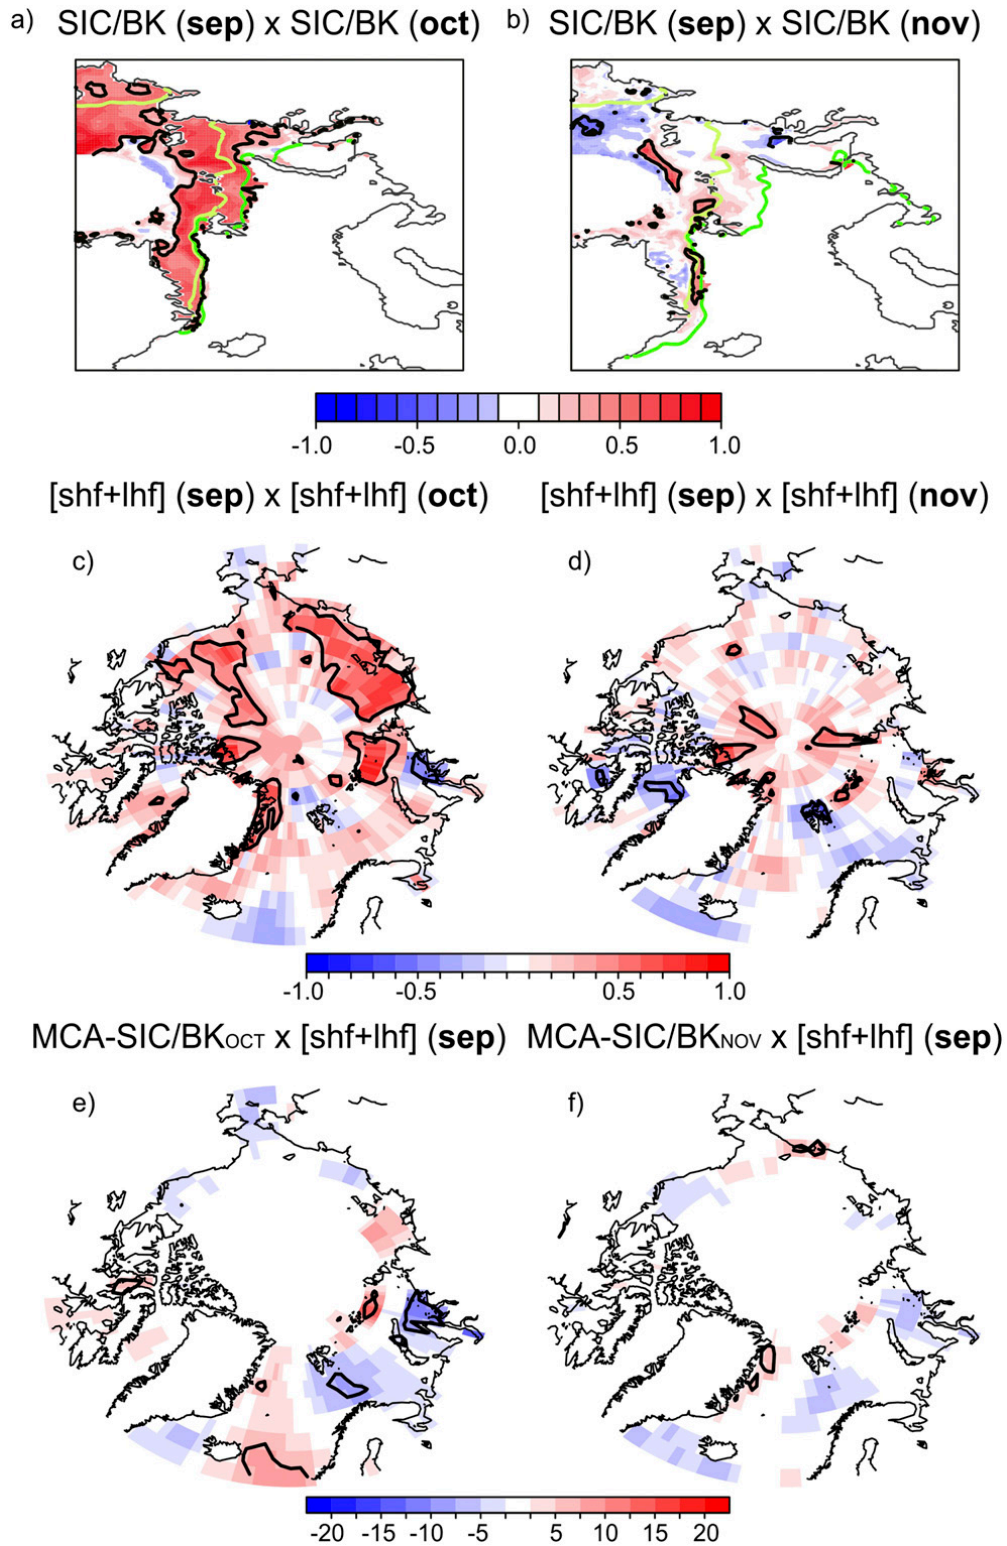 a) SIC/BK (sep) x SIC/BK (oct)
b) SIC/BK (sep) x SIC/BK (nov)
-1.0 -0.5 0.0 0.5 1.0
[shf+lhf] (sep) x [shf+lhf] (oct)
[shf+lhf] (sep) x [shf+lhf] (nov)
c)
d)
-1.0 -0.5 0.0 0.5 1.0
MCA-SIC/BKOCT x [shf+lhf] (sep)
MCA-SIC/BKNOV x [shf+lhf] (sep)
e)
f)
-20 -15 -10 -5 5 10 15 20